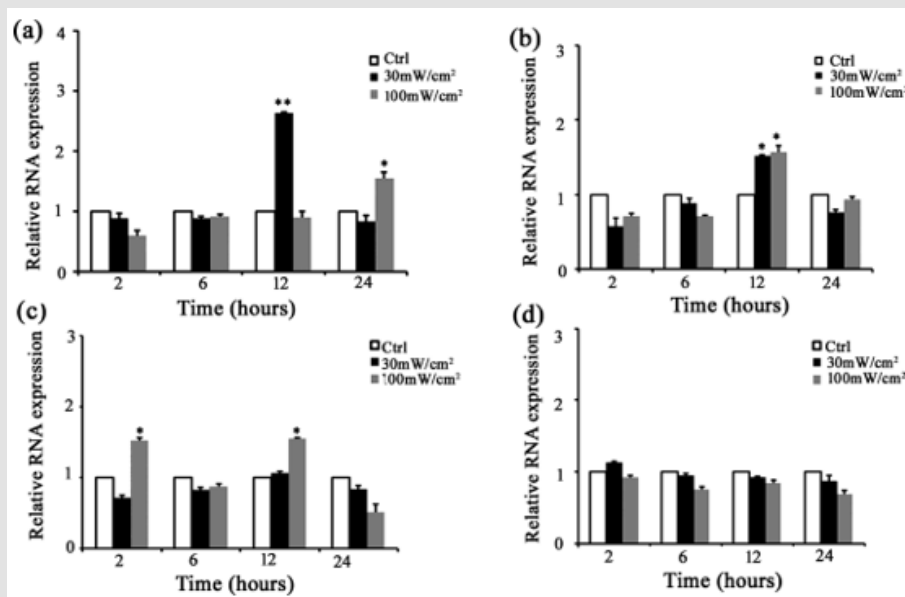 (a)
4
3
2
1
0
Relative RNA expression
Ctrl
30mW/cm²
100mW/cm²
**
*
2 6 12 24
Time (hours)
(b)
3
2
1
0
Relative RNA expression
Ctrl
30mW/cm²
100mW/cm²
* *
2 6 12 24
Time (hours)
(c)
3
2
1
0
Relative RNA expression
Ctrl
30mW/cm²
100mW/cm²
* *
2 6 12 24
Time (hours)
(d)
3
2
1
0
Relative RNA expression
Ctrl
30mW/cm²
100mW/cm²
2 6 12 24
Time (hours)